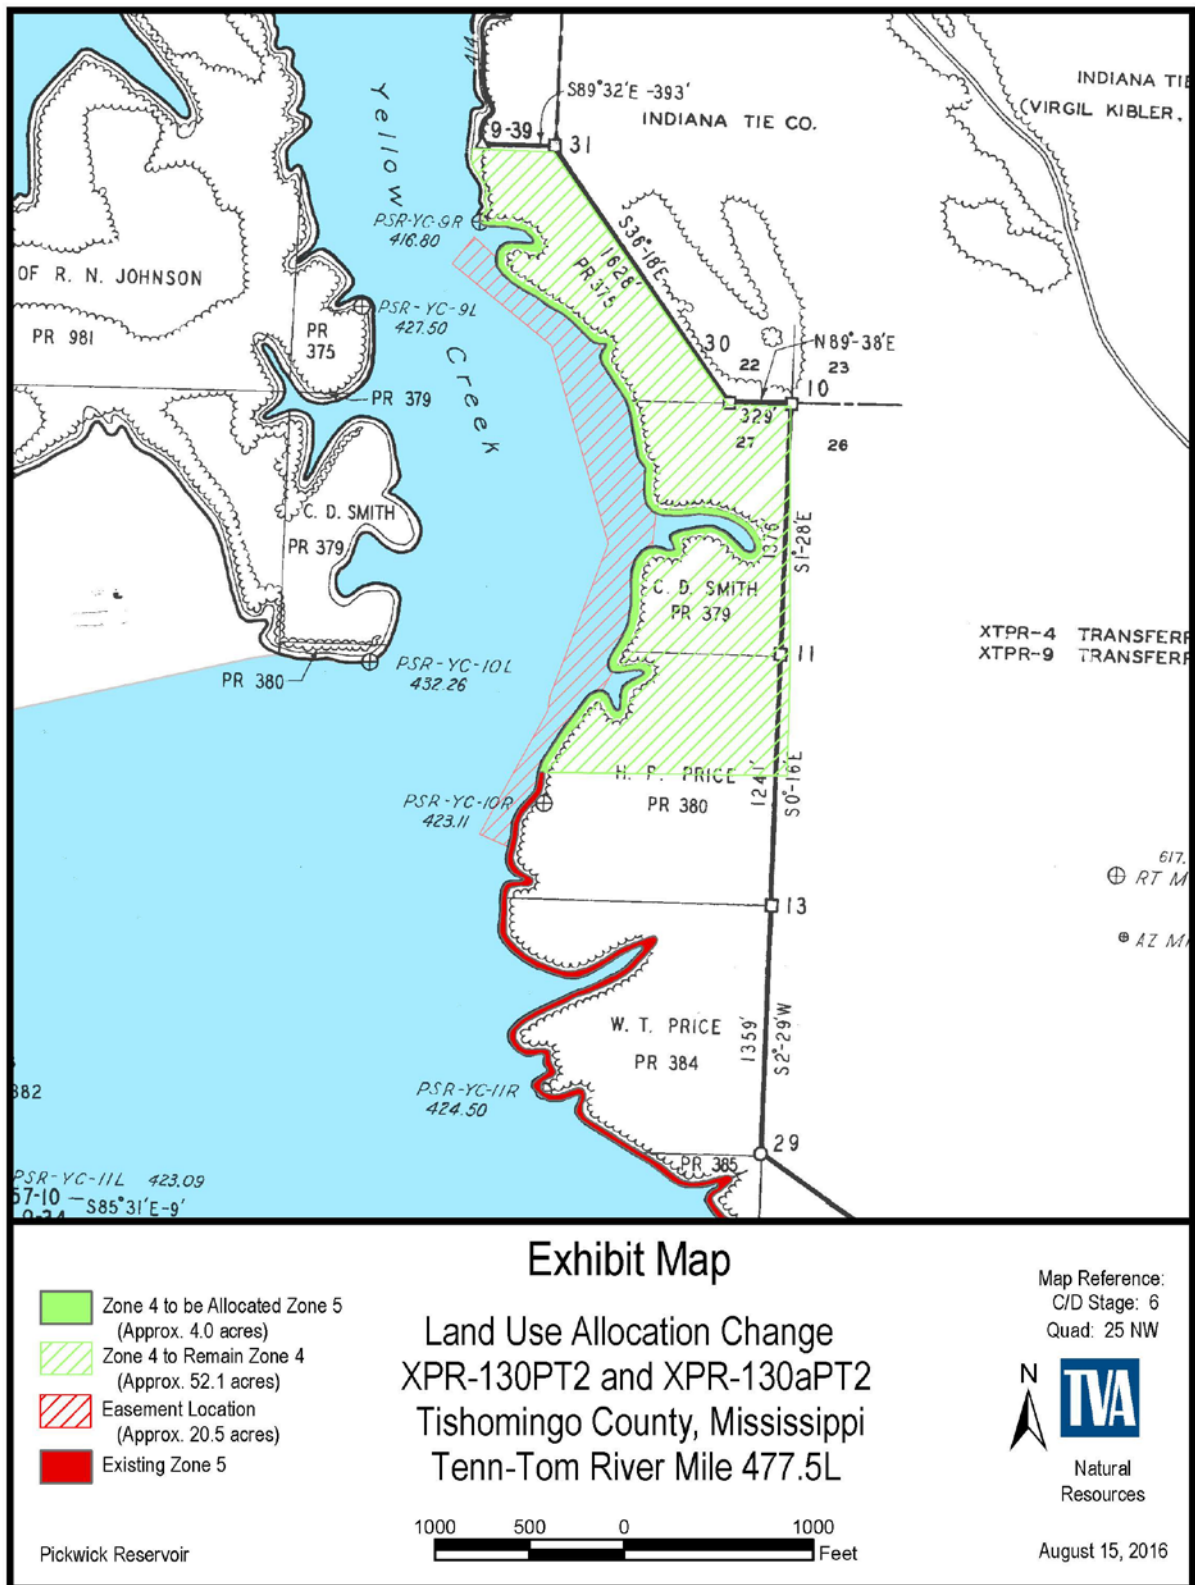 414
Yellow
Creek
S89°32'E -393'
INDIANA TIE CO.
INDIANA TIE
(VIRGIL KIBLER,
9-39
31
PSR-YC-9R
416.80
S36°-18'E
1628'
PR 375
OF R. N. JOHNSON
PR 981
PSR-YC-9L
427.50
PR
375
PR 379
30
N89°-38'E
22
23
10
329'
27
26
C. D. SMITH
PR 379
1376'
S1°-28'E
C. D. SMITH
PR 379
XTPR-4 TRANSFERR
XTPR-9 TRANSFERR
11
PSR-YC-10L
432.26
PR 380
H. P. PRICE
PR 380
1241'
S0°-16'E
PSR-YC-10R
423.11
617.
RT M
13
AZ M
W. T. PRICE
PR 384
1359'
S2°-29'W
PSR-YC-11R
424.50
382
29
PR 385
PSR-YC-11L 423.09
57-10
S85°31'E-9'
Exhibit Map
Land Use Allocation Change
XPR-130PT2 and XPR-130aPT2
Tishomingo County, Mississippi
Tenn-Tom River Mile 477.5L
Zone 4 to be Allocated Zone 5
(Approx. 4.0 acres)
Zone 4 to Remain Zone 4
(Approx. 52.1 acres)
Easement Location
(Approx. 20.5 acres)
Existing Zone 5
Pickwick Reservoir
1000 500 0 1000
Feet
Map Reference:
C/D Stage: 6
Quad: 25 NW
N
TVA
Natural
Resources
August 15, 2016